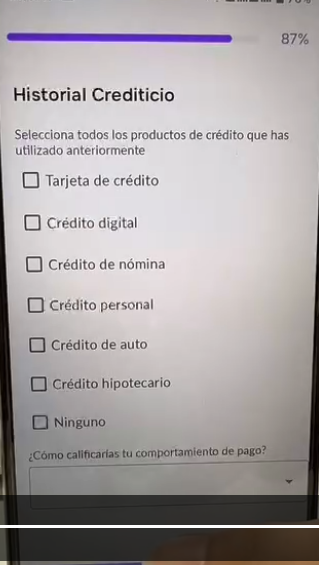 87%
Historial Crediticio
Selecciona todos los productos de crédito que has
utilizado anteriormente
Tarjeta de crédito
Crédito digital
Crédito de nómina
Crédito personal
Crédito de auto
Crédito hipotecario
Ninguno
¿Cómo calificarías tu comportamiento de pago?